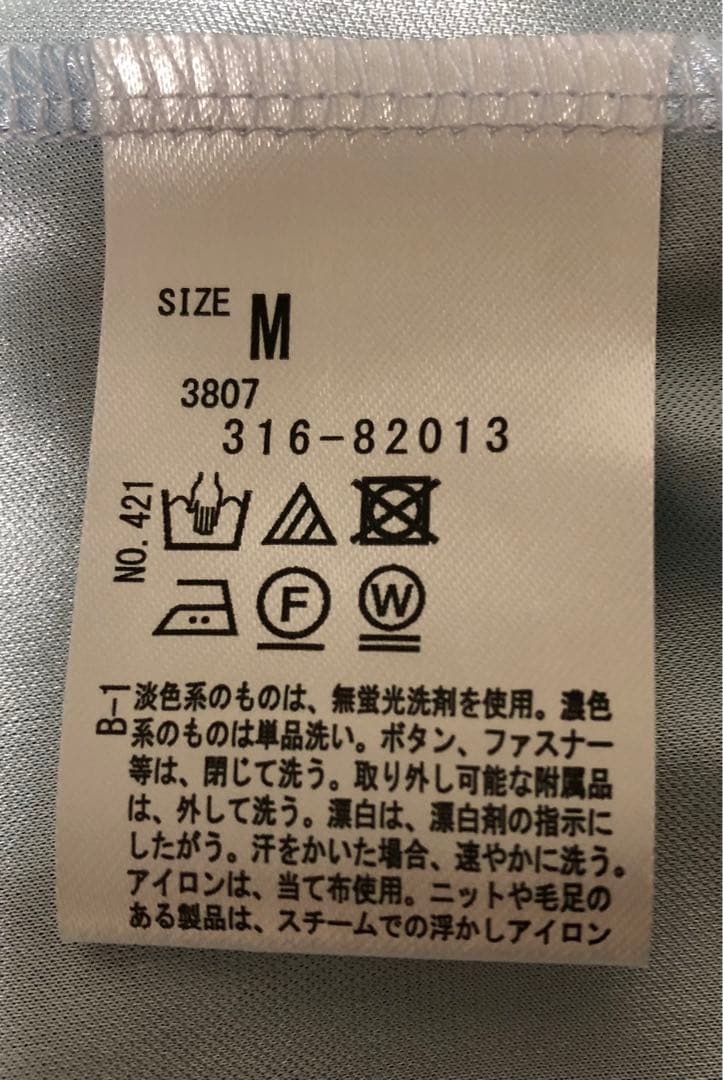 SIZE M
3807
316-82013
NO. 421
F W
B-1
淡色系のものは、無蛍光洗剤を使用。濃色
系のものは単品洗い。ボタン、ファスナー
等は、閉じて洗う。取り外し可能な附属品
は、外して洗う。漂白は、漂白剤の指示に
したがう。汗をかいた場合、速やかに洗う。
アイロンは、当て布使用。ニットや毛足の
ある製品は、スチームでの浮かしアイロン